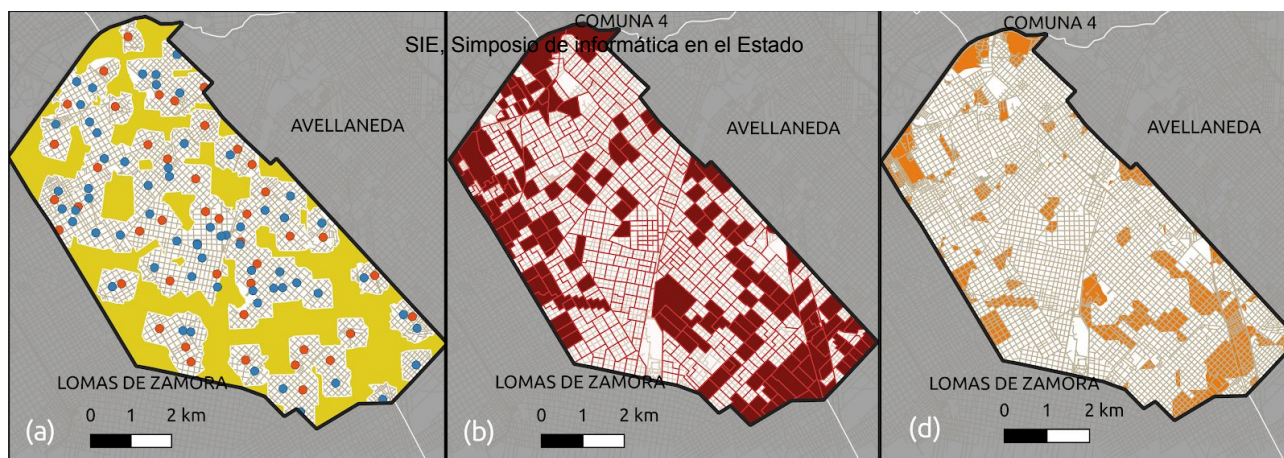 SIE, Simposio de informática en el Estado
AVELLANEDA
LOMAS DE ZAMORA
0 1 2 km
(a)
COMUNA 4
AVELLANEDA
LOMAS DE ZAMORA
0 1 2 km
(b)
COMUNA 4
AVELLANEDA
LOMAS DE ZAMORA
0 1 2 km
(d)